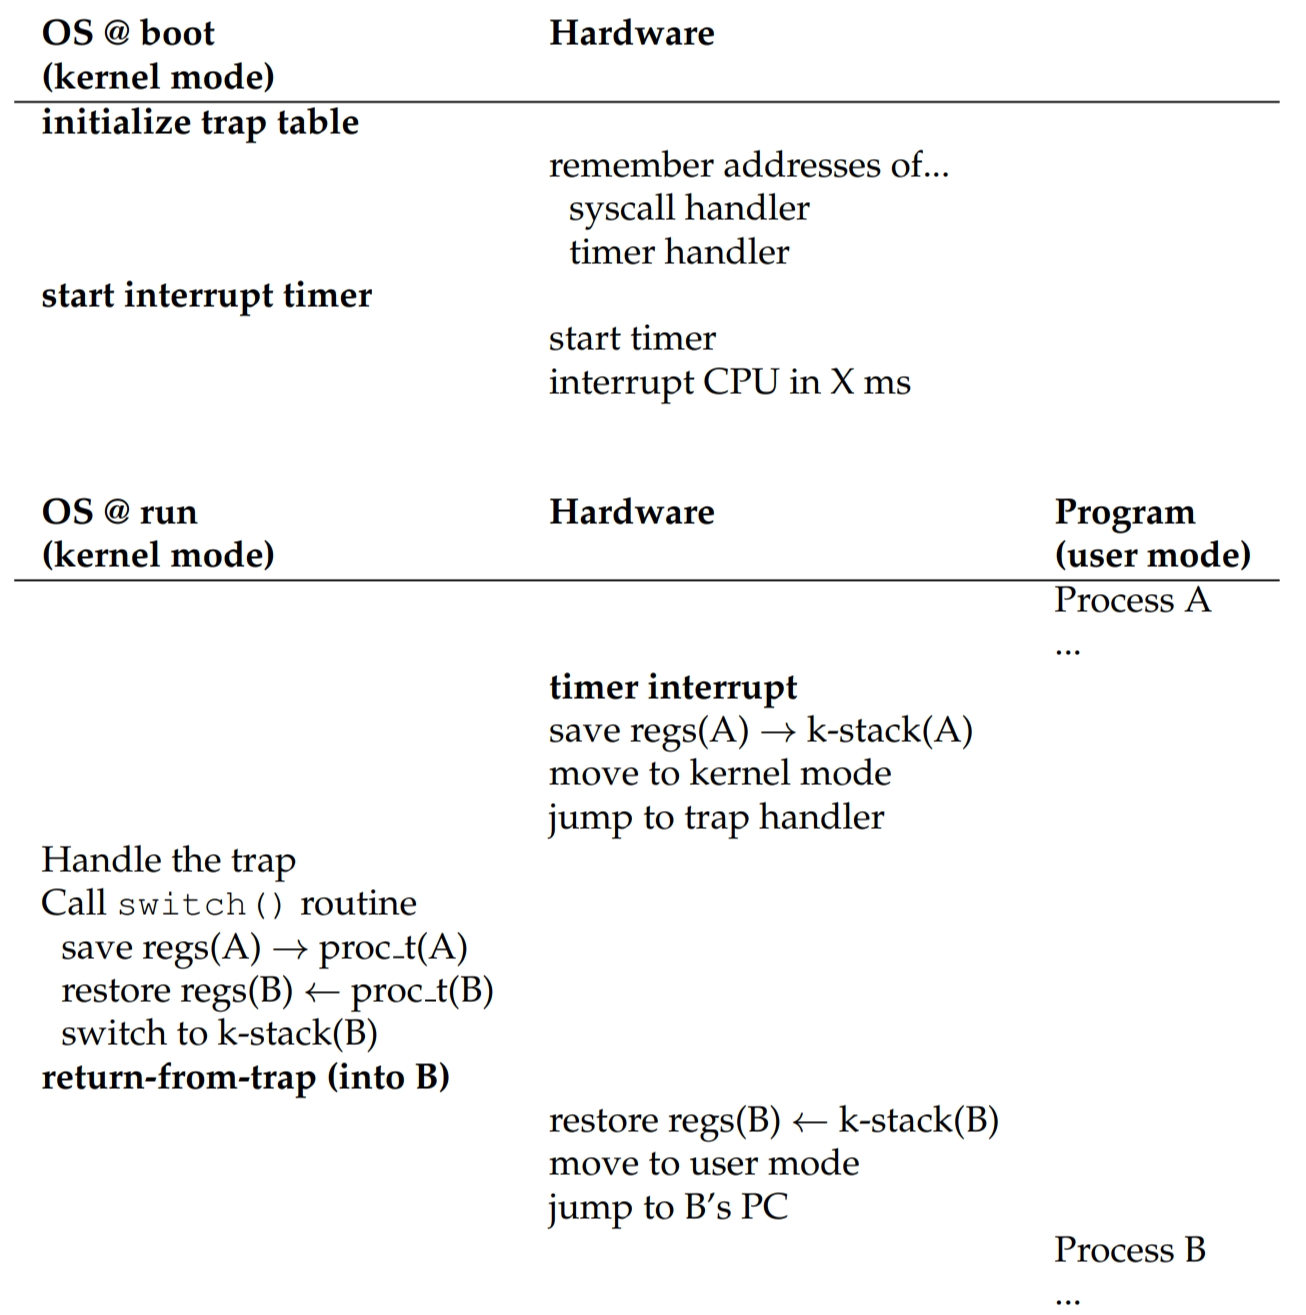 OS @ boot Hardware
(kernel mode)
initialize trap table
remember addresses of...
syscall handler
timer handler
start interrupt timer
start timer
interrupt CPU in X ms
OS @ run Hardware Program
(kernel mode) (user mode)
Process A
...
timer interrupt
save regs(A) → k-stack(A)
move to kernel mode
jump to trap handler
Handle the trap
Call switch() routine
save regs(A) → proc_t(A)
restore regs(B) ← proc_t(B)
switch to k-stack(B)
return-from-trap (into B)
restore regs(B) ← k-stack(B)
move to user mode
jump to B’s PC
Process B
...